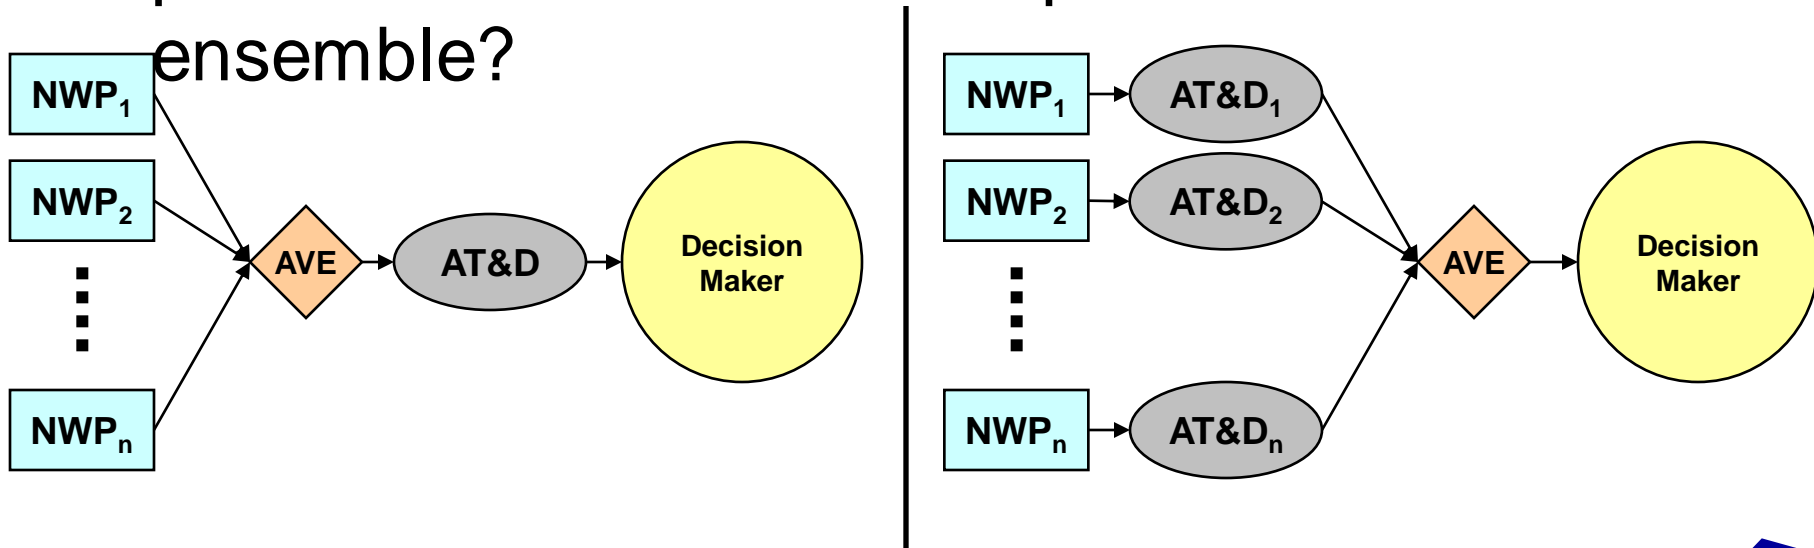 ensemble?
NWP₁
NWP₂
NWPₙ
AVE
AT&D
Decision
Maker
NWP₁
AT&D₁
NWP₂
AT&D₂
NWPₙ
AT&Dₙ
AVE
Decision
Maker